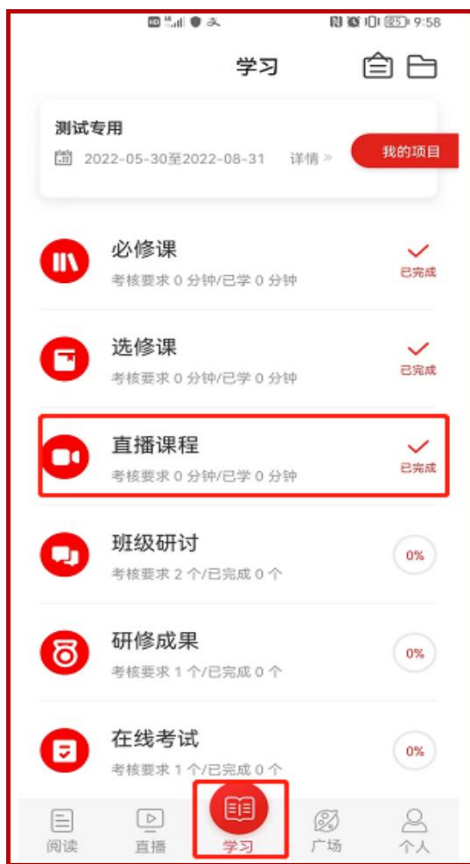 HD 4G 25 9:58
学习
测试专用
2022-05-30至2022-08-31 详情 »
我的项目
必修课
考核要求 0 分钟/已学 0 分钟
已完成
选修课
考核要求 0 分钟/已学 0 分钟
已完成
直播课程
考核要求 0 分钟/已学 0 分钟
已完成
班级研讨
考核要求 2 个/已完成 0 个
0%
研修成果
考核要求 1 个/已完成 0 个
0%
在线考试
考核要求 1 个/已完成 0 个
0%
阅读 直播 学习 广场 个人